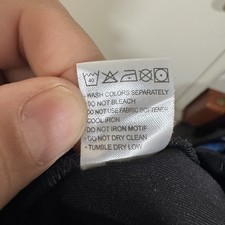 40
WASH COLORS SEPARATELY
DO NOT BLEACH
DO NOT USE FABRIC SOFTENER
COOL IRON
DO NOT IRON MOTIF
DO NOT DRY CLEAN
TUMBLE DRY LOW